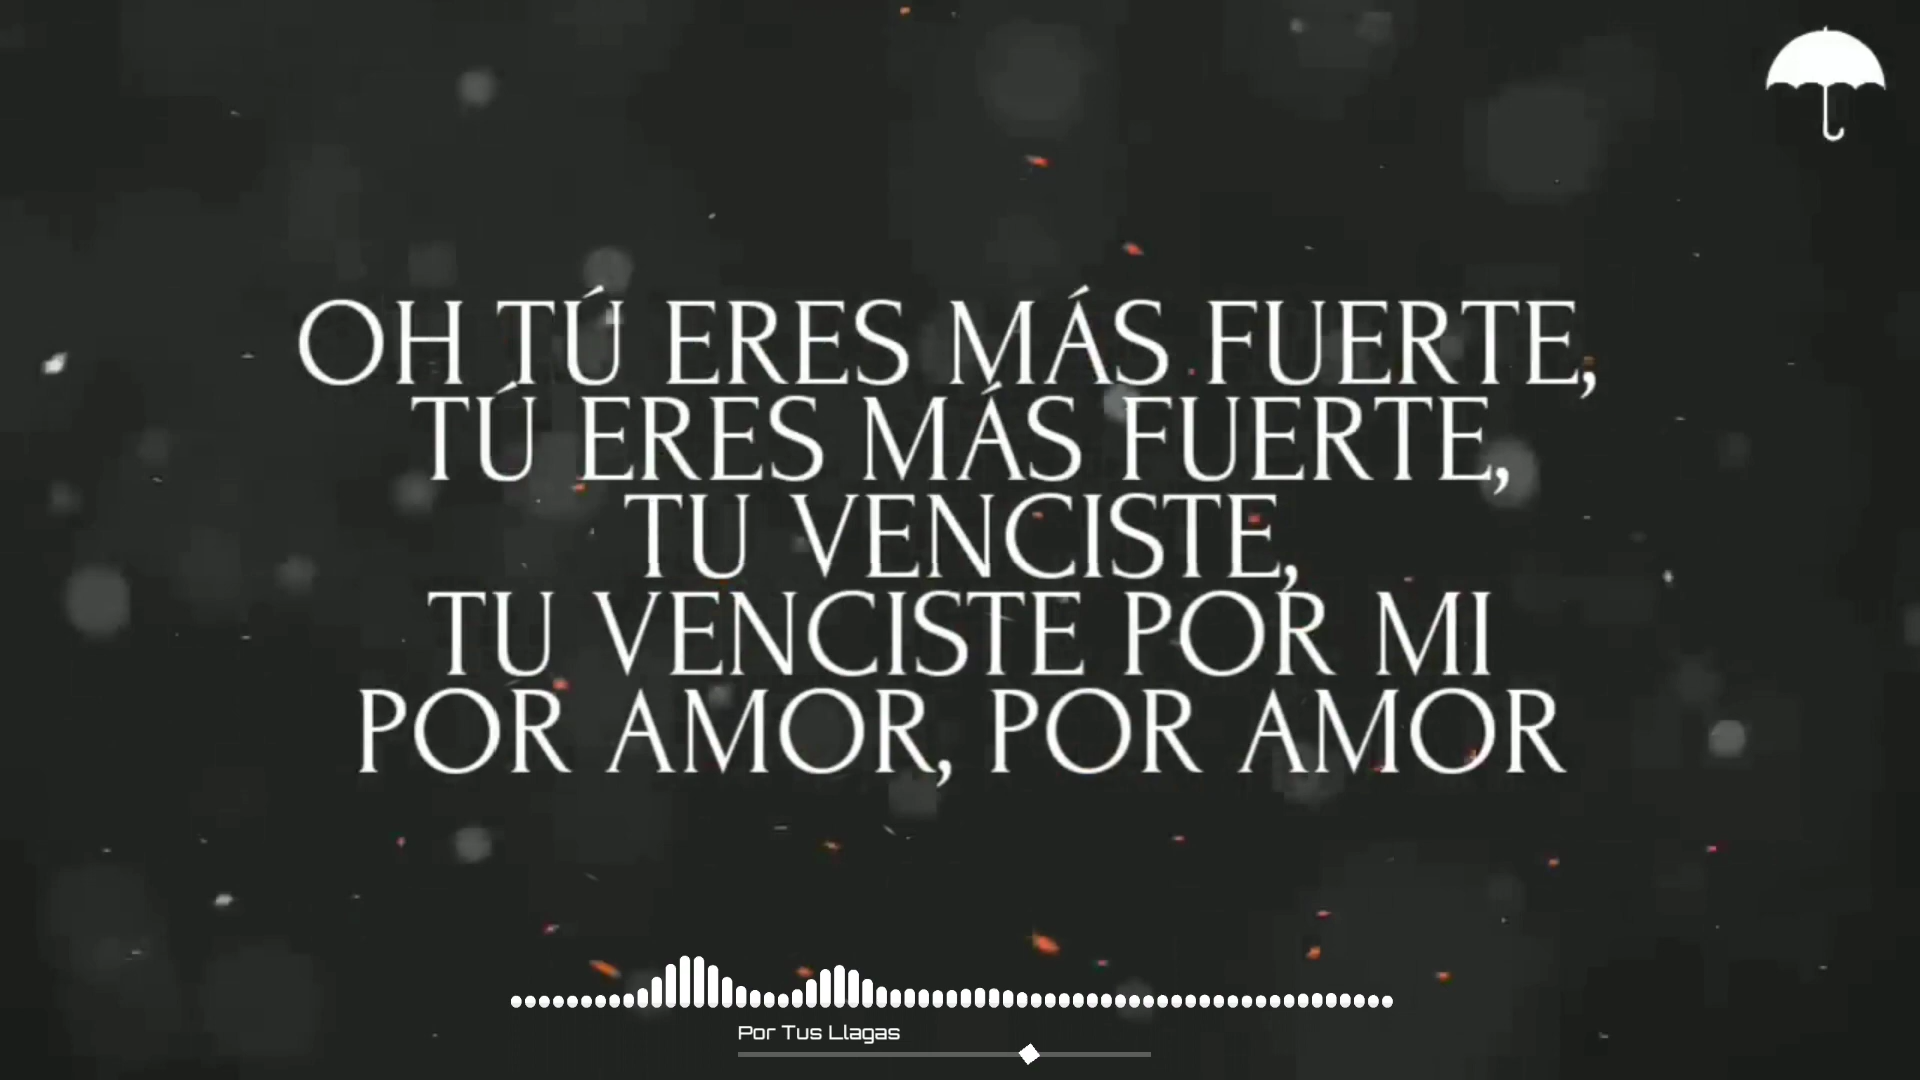 OH TÚ ERES MÁS FUERTE,
TÚ ERES MÁS FUERTE,
TU VENCISTE,
TU VENCISTE POR MI
POR AMOR, POR AMOR
Por Tus Llagas